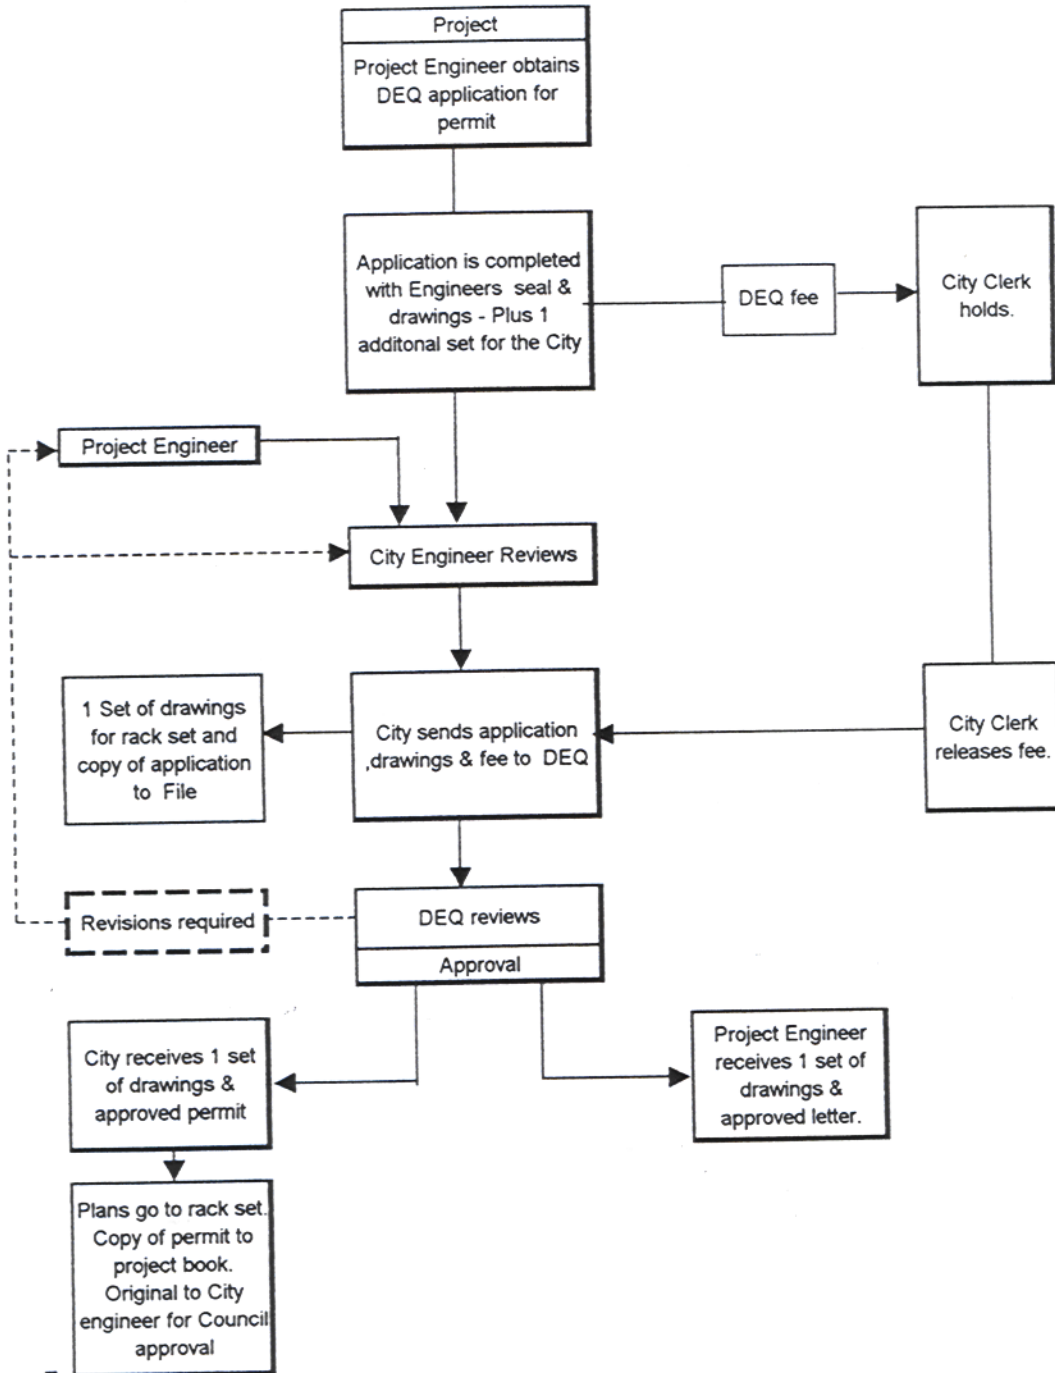 Project
Project Engineer obtains
DEQ application for
permit
Application is completed
with Engineers seal &
drawings - Plus 1
additonal set for the City
DEQ fee
City Clerk
holds.
Project Engineer
City Engineer Reviews
1 Set of drawings
for rack set and
copy of application
to File
City sends application
,drawings & fee to DEQ
City Clerk
releases fee.
Revisions required
DEQ reviews
Approval
City receives 1 set
of drawings &
approved permit
Project Engineer
receives 1 set of
drawings &
approved letter.
Plans go to rack set.
Copy of permit to
project book.
Original to City
engineer for Council
approval